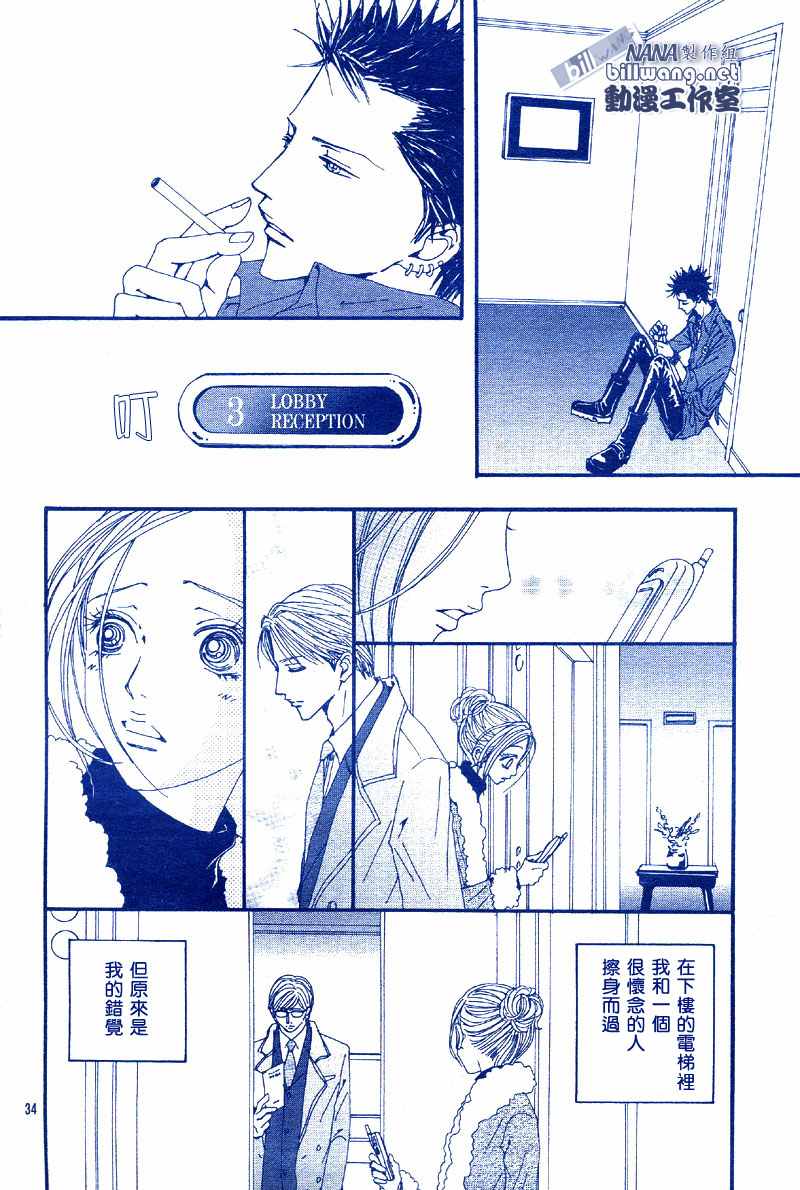 bill wang
NANA製作組
billwang.net
動漫工作室
叮
3
LOBBY
RECEPTION
在下樓的電梯裡
我和一個
很懷念的人
擦身而過
但原來是
我的錯覺
34